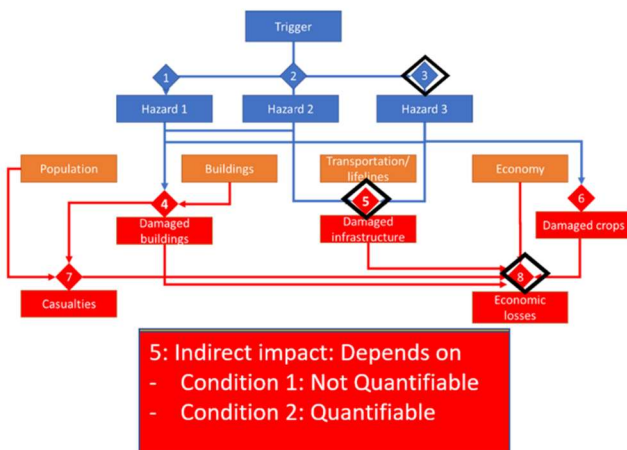 Trigger
1
2
3
Hazard 1
Hazard 2
Hazard 3
Population
Buildings
Transportation/
lifelines
Economy
4
5
6
Damaged
buildings
Damaged
infrastructure
Damaged crops
7
8
Casualties
Economic
losses
5: Indirect impact: Depends on
- Condition 1: Not Quantifiable
- Condition 2: Quantifiable